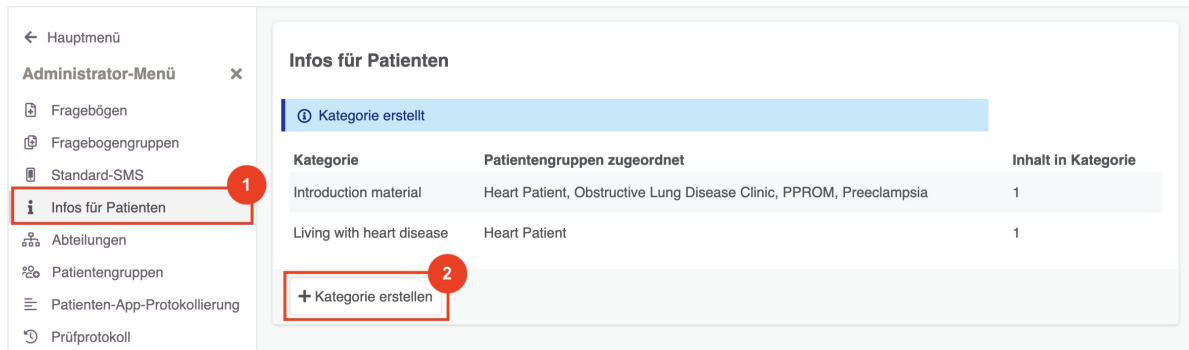 Hauptmenü
Administrator-Menü
Fragebögen
Fragebogengruppen
Standard-SMS
1
Infos für Patienten
Abteilungen
Patientengruppen
Patienten-App-Protokollierung
Prüfprotokoll
Infos für Patienten
Kategorie erstellt
Kategorie Patientengruppen zugeordnet Inhalt in Kategorie
Introduction material Heart Patient, Obstructive Lung Disease Clinic, PPROM, Preeclampsia 1
Living with heart disease Heart Patient 1
2
+ Kategorie erstellen